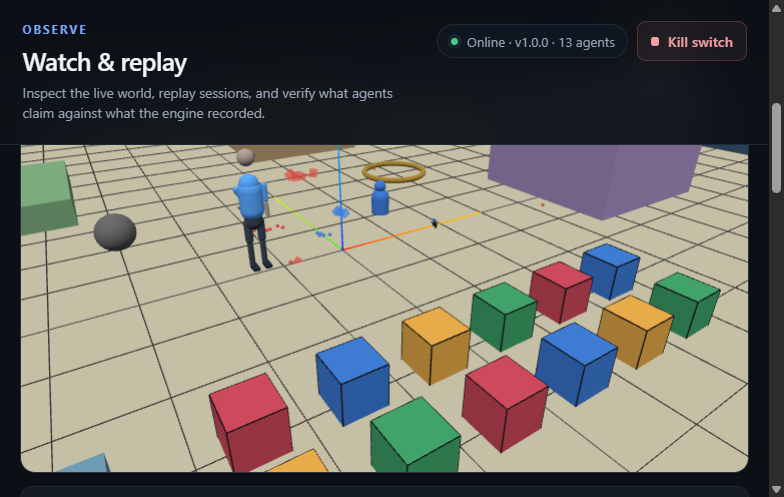 OBSERVE
Watch & replay
Inspect the live world, replay sessions, and verify what agents
claim against what the engine recorded.
Online · v1.0.0 · 13 agents
Kill switch